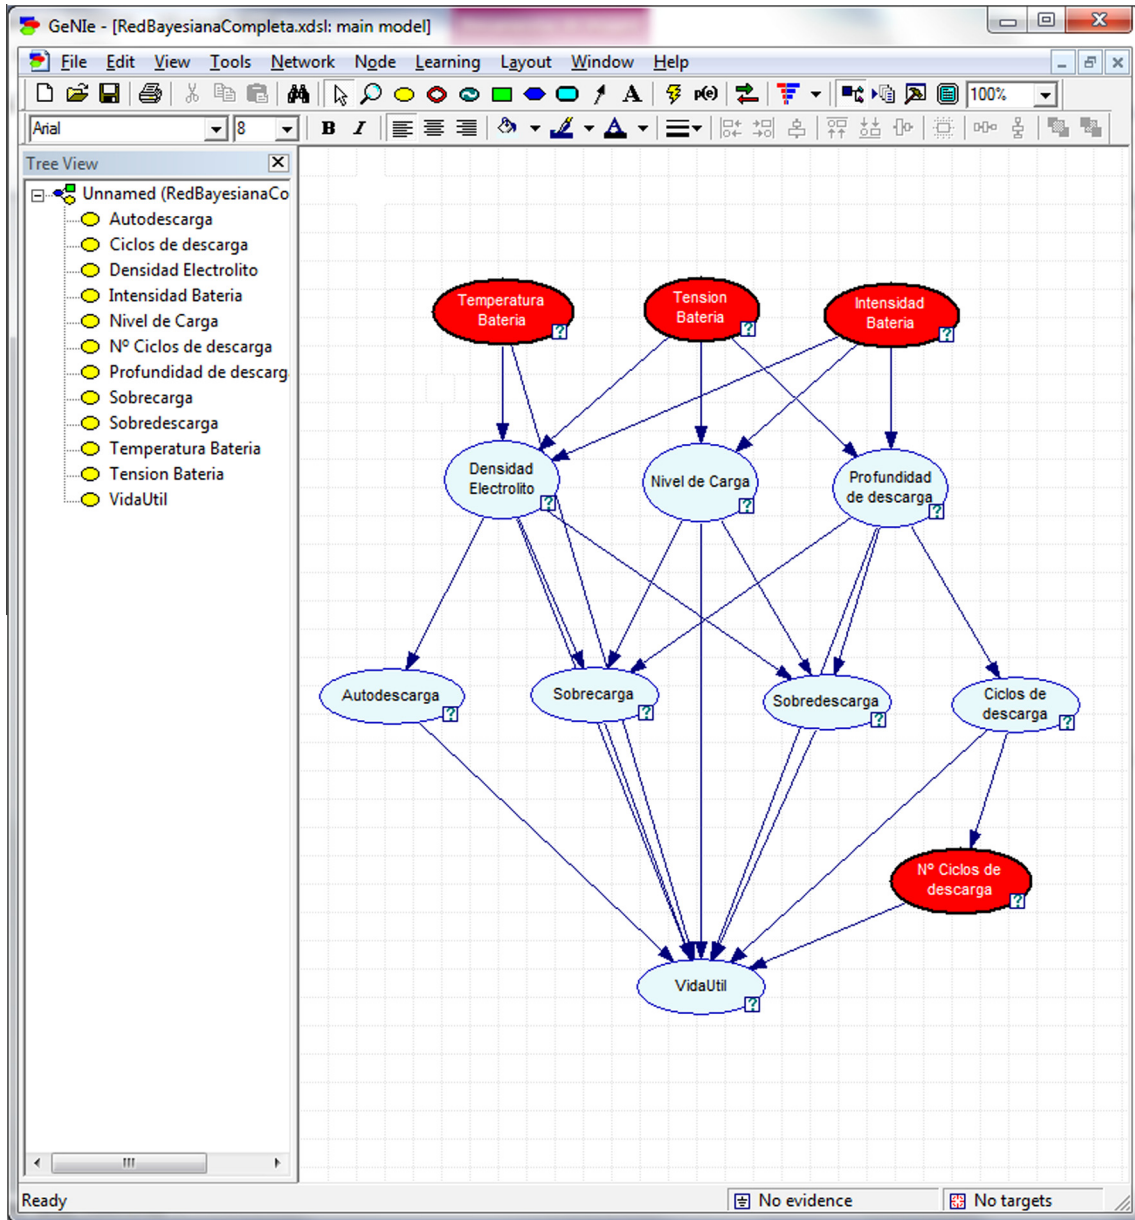 GeNIe - [RedBayesianaCompleta.xdsl: main model]
File Edit View Tools Network Node Learning Layout Window Help
A p(e) 100%
Arial 8 B I A
Tree View
Unnamed (RedBayesianaCo
Autodescarga
Ciclos de descarga
Densidad Electrolito
Intensidad Bateria
Nivel de Carga
Nº Ciclos de descarga
Profundidad de descarg
Sobrecarga
Sobredescarga
Temperatura Bateria
Tension Bateria
VidaUtil
Temperatura
Bateria
?
Tension
Bateria
?
Intensidad
Bateria
?
Densidad
Electrolito
?
Nivel de Carga
?
Profundidad
de descarga
?
Autodescarga
?
Sobrecarga
?
Sobredescarga
?
Ciclos de
descarga
?
Nº Ciclos de
descarga
?
VidaUtil
?
Ready No evidence No targets